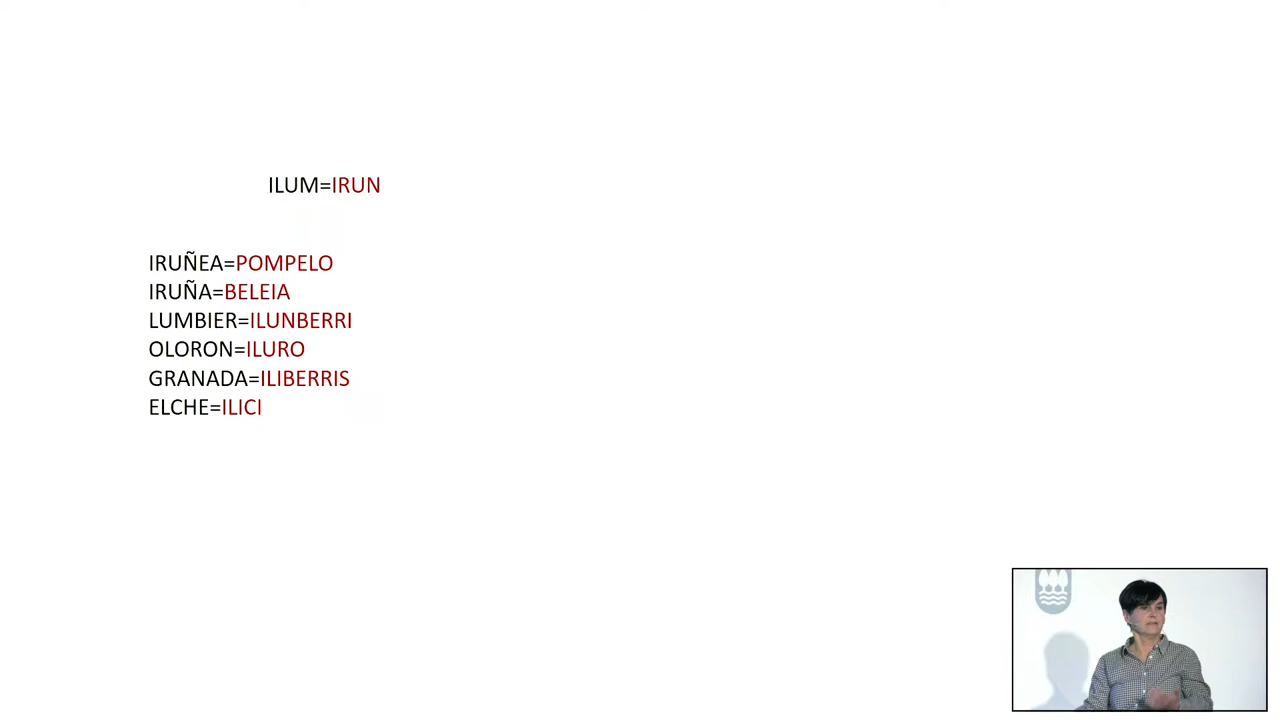 ILUM=IRUN
IRUÑEA=POMPELO
IRUÑA=BELEIA
LUMBIER=ILUNBERRI
OLORON=ILURO
GRANADA=ILIBERRIS
ELCHE=ILICI